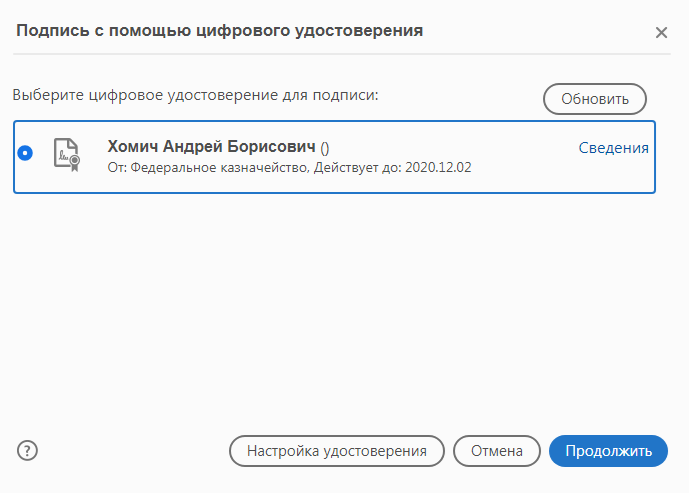 Подпись с помощью цифрового удостоверения
Выберите цифровое удостоверение для подписи:
Обновить
Хомич Андрей Борисович ()
Сведения
От: Федеральное казначейство, Действует до: 2020.12.02
?
Настройка удостоверения
Отмена
Продолжить